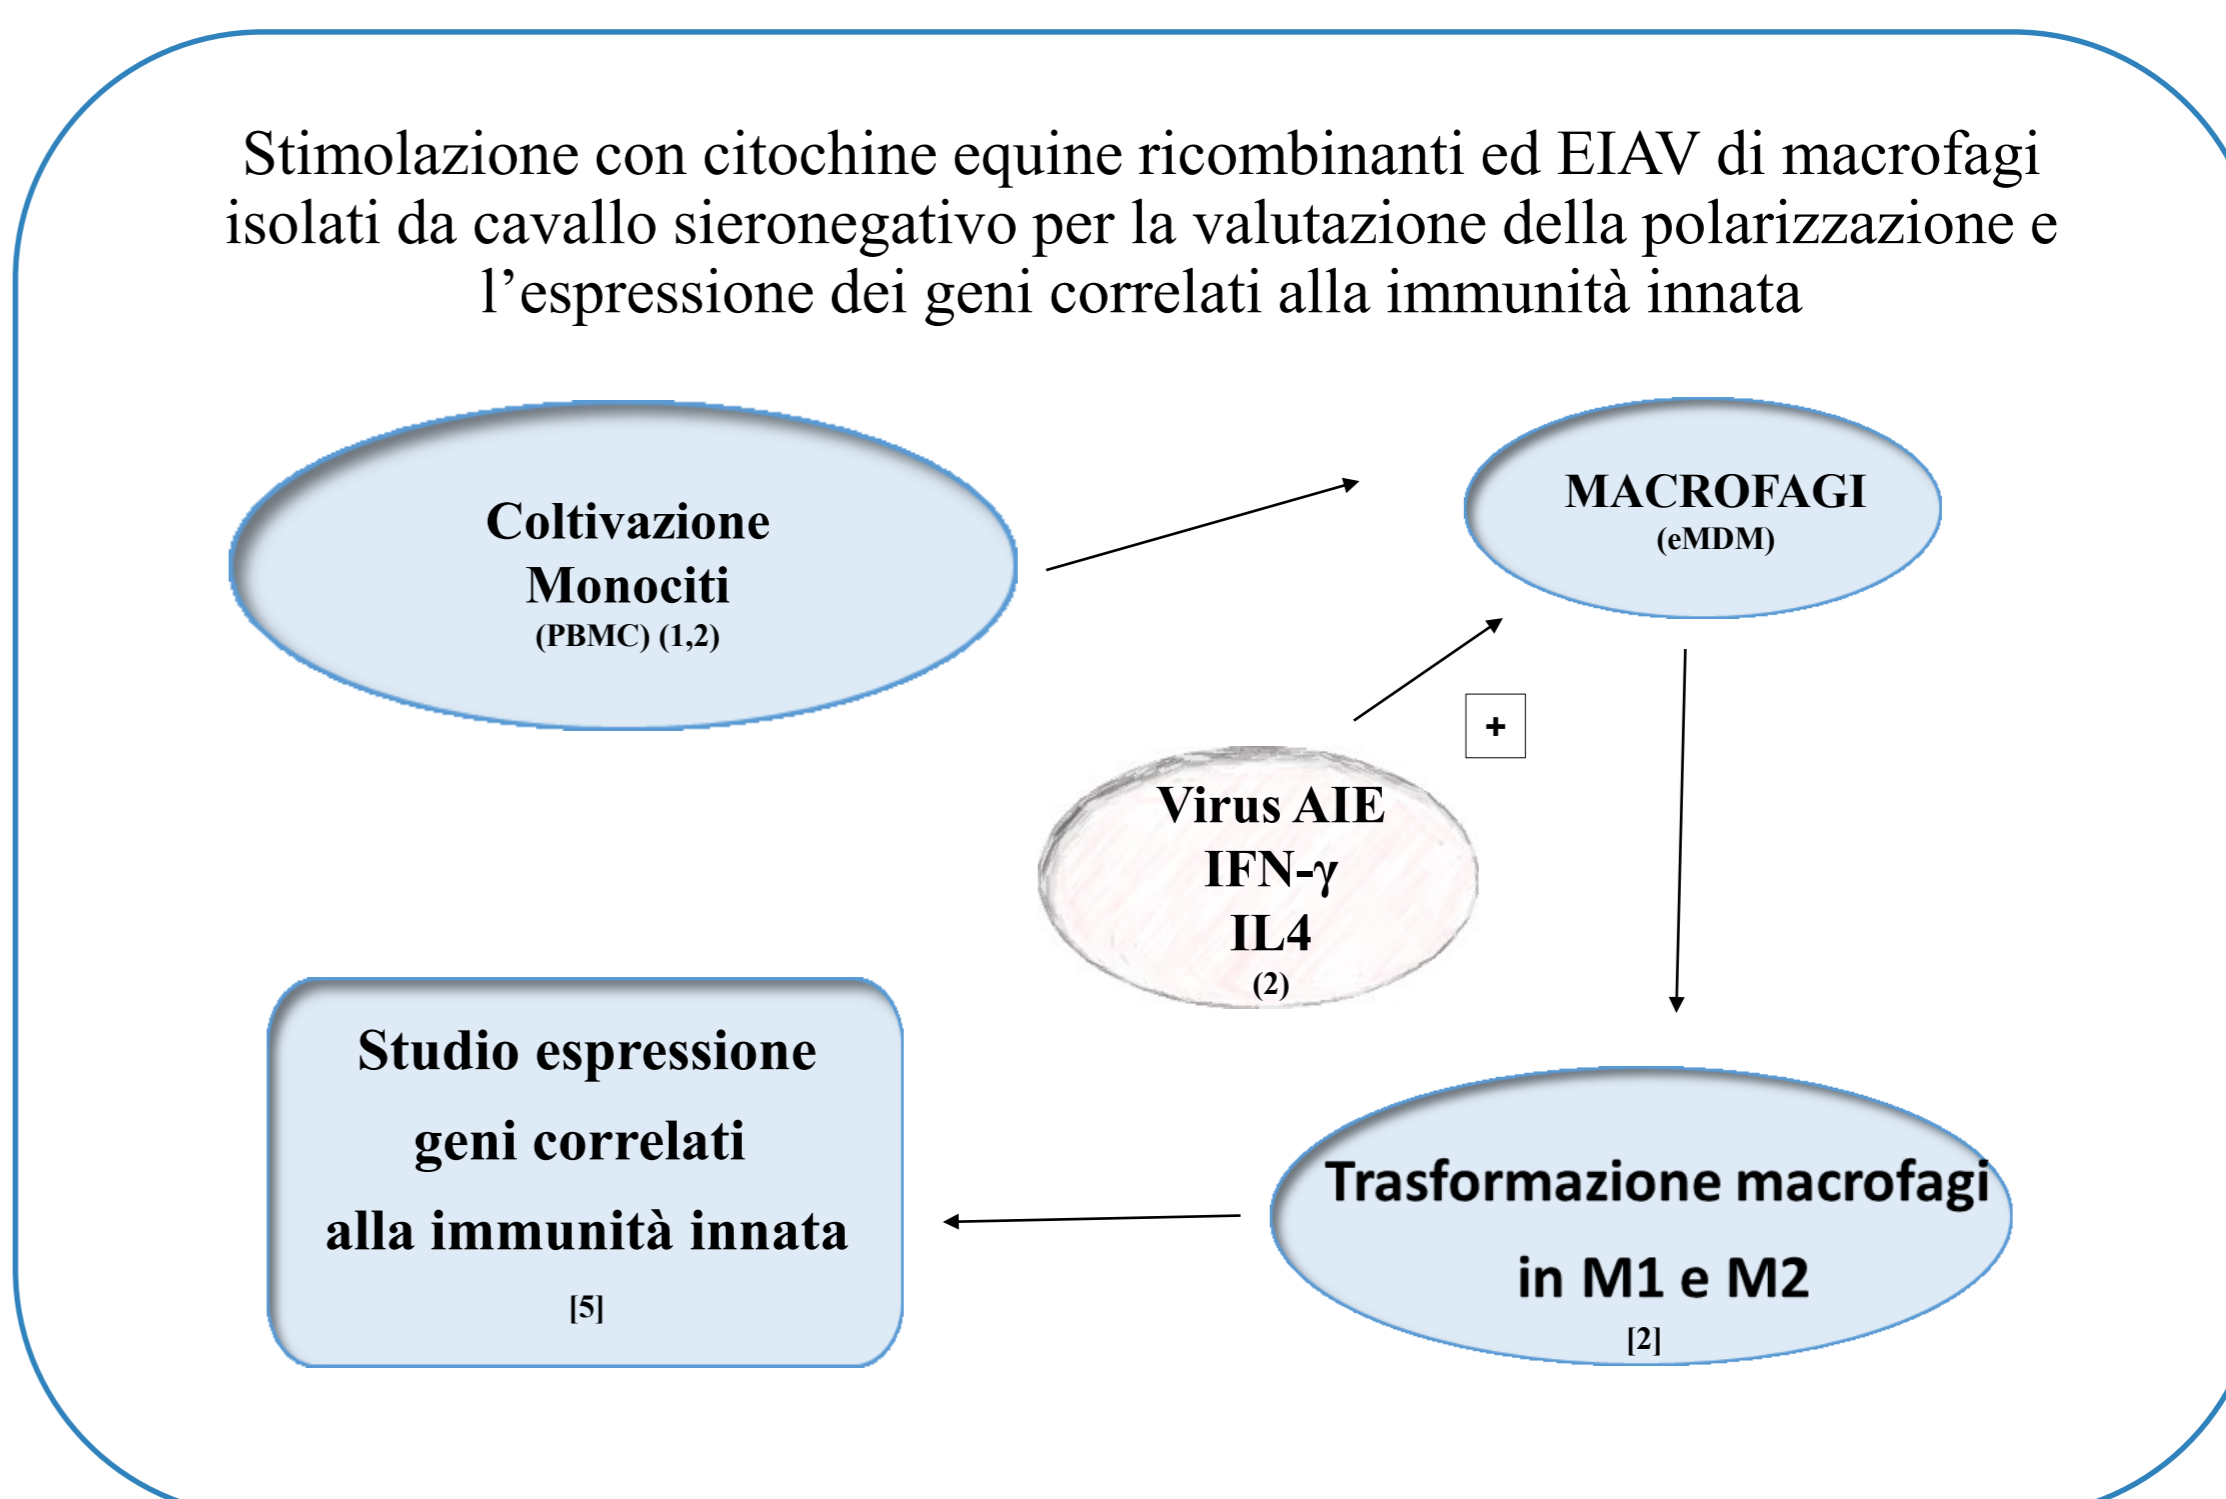 Stimolazione con citochine equine ricombinanti ed EIAV di macrofagi
isolati da cavallo sieronegativo per la valutazione della polarizzazione e
l’espressione dei geni correlati alla immunità innata
Coltivazione
Monociti
(PBMC) (1,2)
MACROFAGI
(eMDM)
+
Virus AIE
IFN-γ
IL4
(2)
Trasformazione macrofagi
in M1 e M2
[2]
Studio espressione
geni correlati
alla immunità innata
[5]